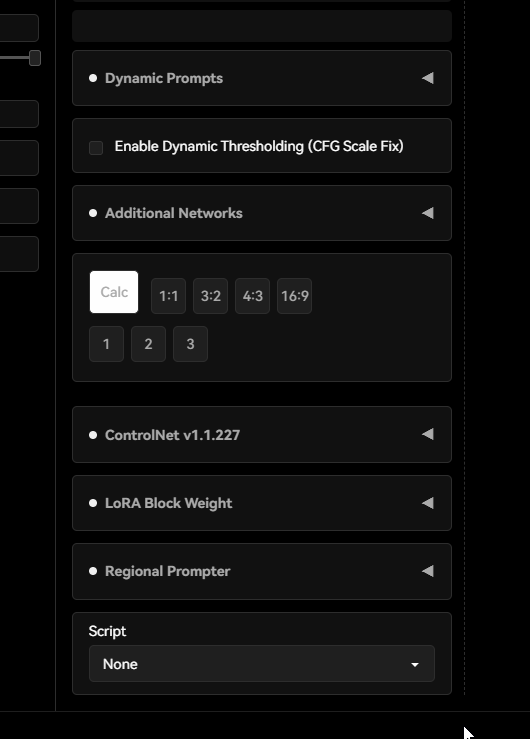 Dynamic Prompts
Enable Dynamic Thresholding (CFG Scale Fix)
Additional Networks
Calc 1:1 3:2 4:3 16:9
1 2 3
ControlNet v1.1.227
LoRA Block Weight
Regional Prompter
Script
None